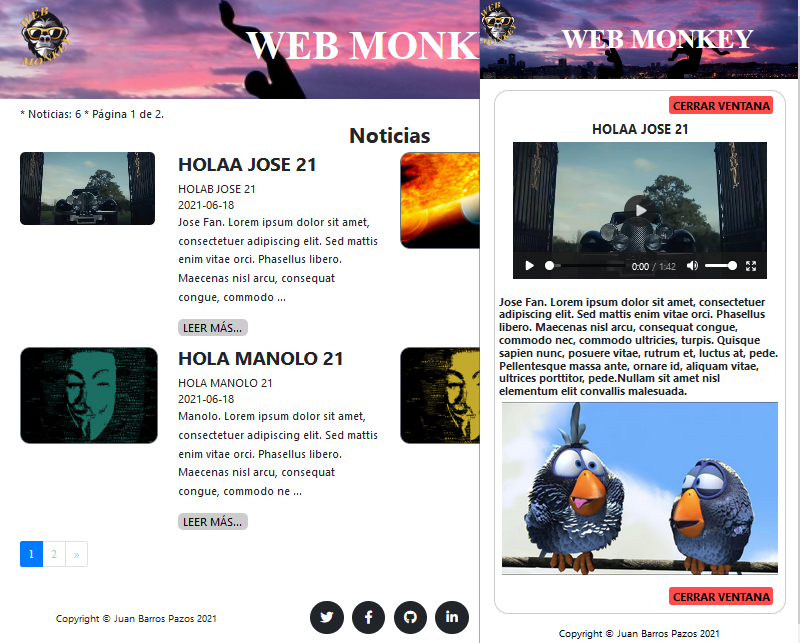 WEB
MONKEY
WEB MONK
* Noticias: 6 * Página 1 de 2.
Noticias
HOLAA JOSE 21
HOLAB JOSE 21
2021-06-18
Jose Fan. Lorem ipsum dolor sit amet,
consectetuer adipiscing elit. Sed mattis
enim vitae orci. Phasellus libero.
Maecenas nisl arcu, consequat
congue, commodo ...
LEER MÁS...
HOLA MANOLO 21
HOLA MANOLO 21
2021-06-18
Manolo. Lorem ipsum dolor sit amet,
consectetuer adipiscing elit. Sed mattis
enim vitae orci. Phasellus libero.
Maecenas nisl arcu, consequat
congue, commodo ne ...
LEER MÁS...
1 2 »
Copyright © Juan Barros Pazos 2021
WEB
MONKEY
WEB MONKEY
CERRAR VENTANA
HOLAA JOSE 21
0:00 / 1:42
Jose Fan. Lorem ipsum dolor sit amet, consectetuer
adipiscing elit. Sed mattis enim vitae orci. Phasellus
libero. Maecenas nisl arcu, consequat congue,
commodo nec, commodo ultricies, turpis. Quisque
sapien nunc, posuere vitae, rutrum et, luctus at, pede.
Pellentesque massa ante, ornare id, aliquam vitae,
ultrices porttitor, pede.Nullam sit amet nisl
elementum elit convallis malesuada.
CERRAR VENTANA
Copyright © Juan Barros Pazos 2021